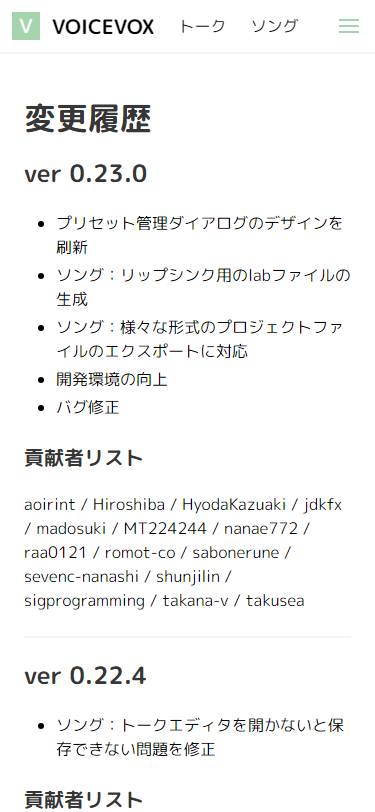 V VOICEVOX トーク ソング
変更履歴
ver 0.23.0
プリセット管理ダイアログのデザインを
刷新
ソング：リップシンク用のlabファイルの
生成
ソング：様々な形式のプロジェクトファ
イルのエクスポートに対応
開発環境の向上
バグ修正
貢献者リスト
aoirint / Hiroshiba / HyodaKazuaki / jdkfx
/ madosuki / MT224244 / nanae772 /
raa0121 / romot-co / sabonerune /
sevenc-nanashi / shunjilin /
sigprogramming / takana-v / takusea
ver 0.22.4
ソング：トークエディタを開かないと保
存できない問題を修正
貢献者リスト